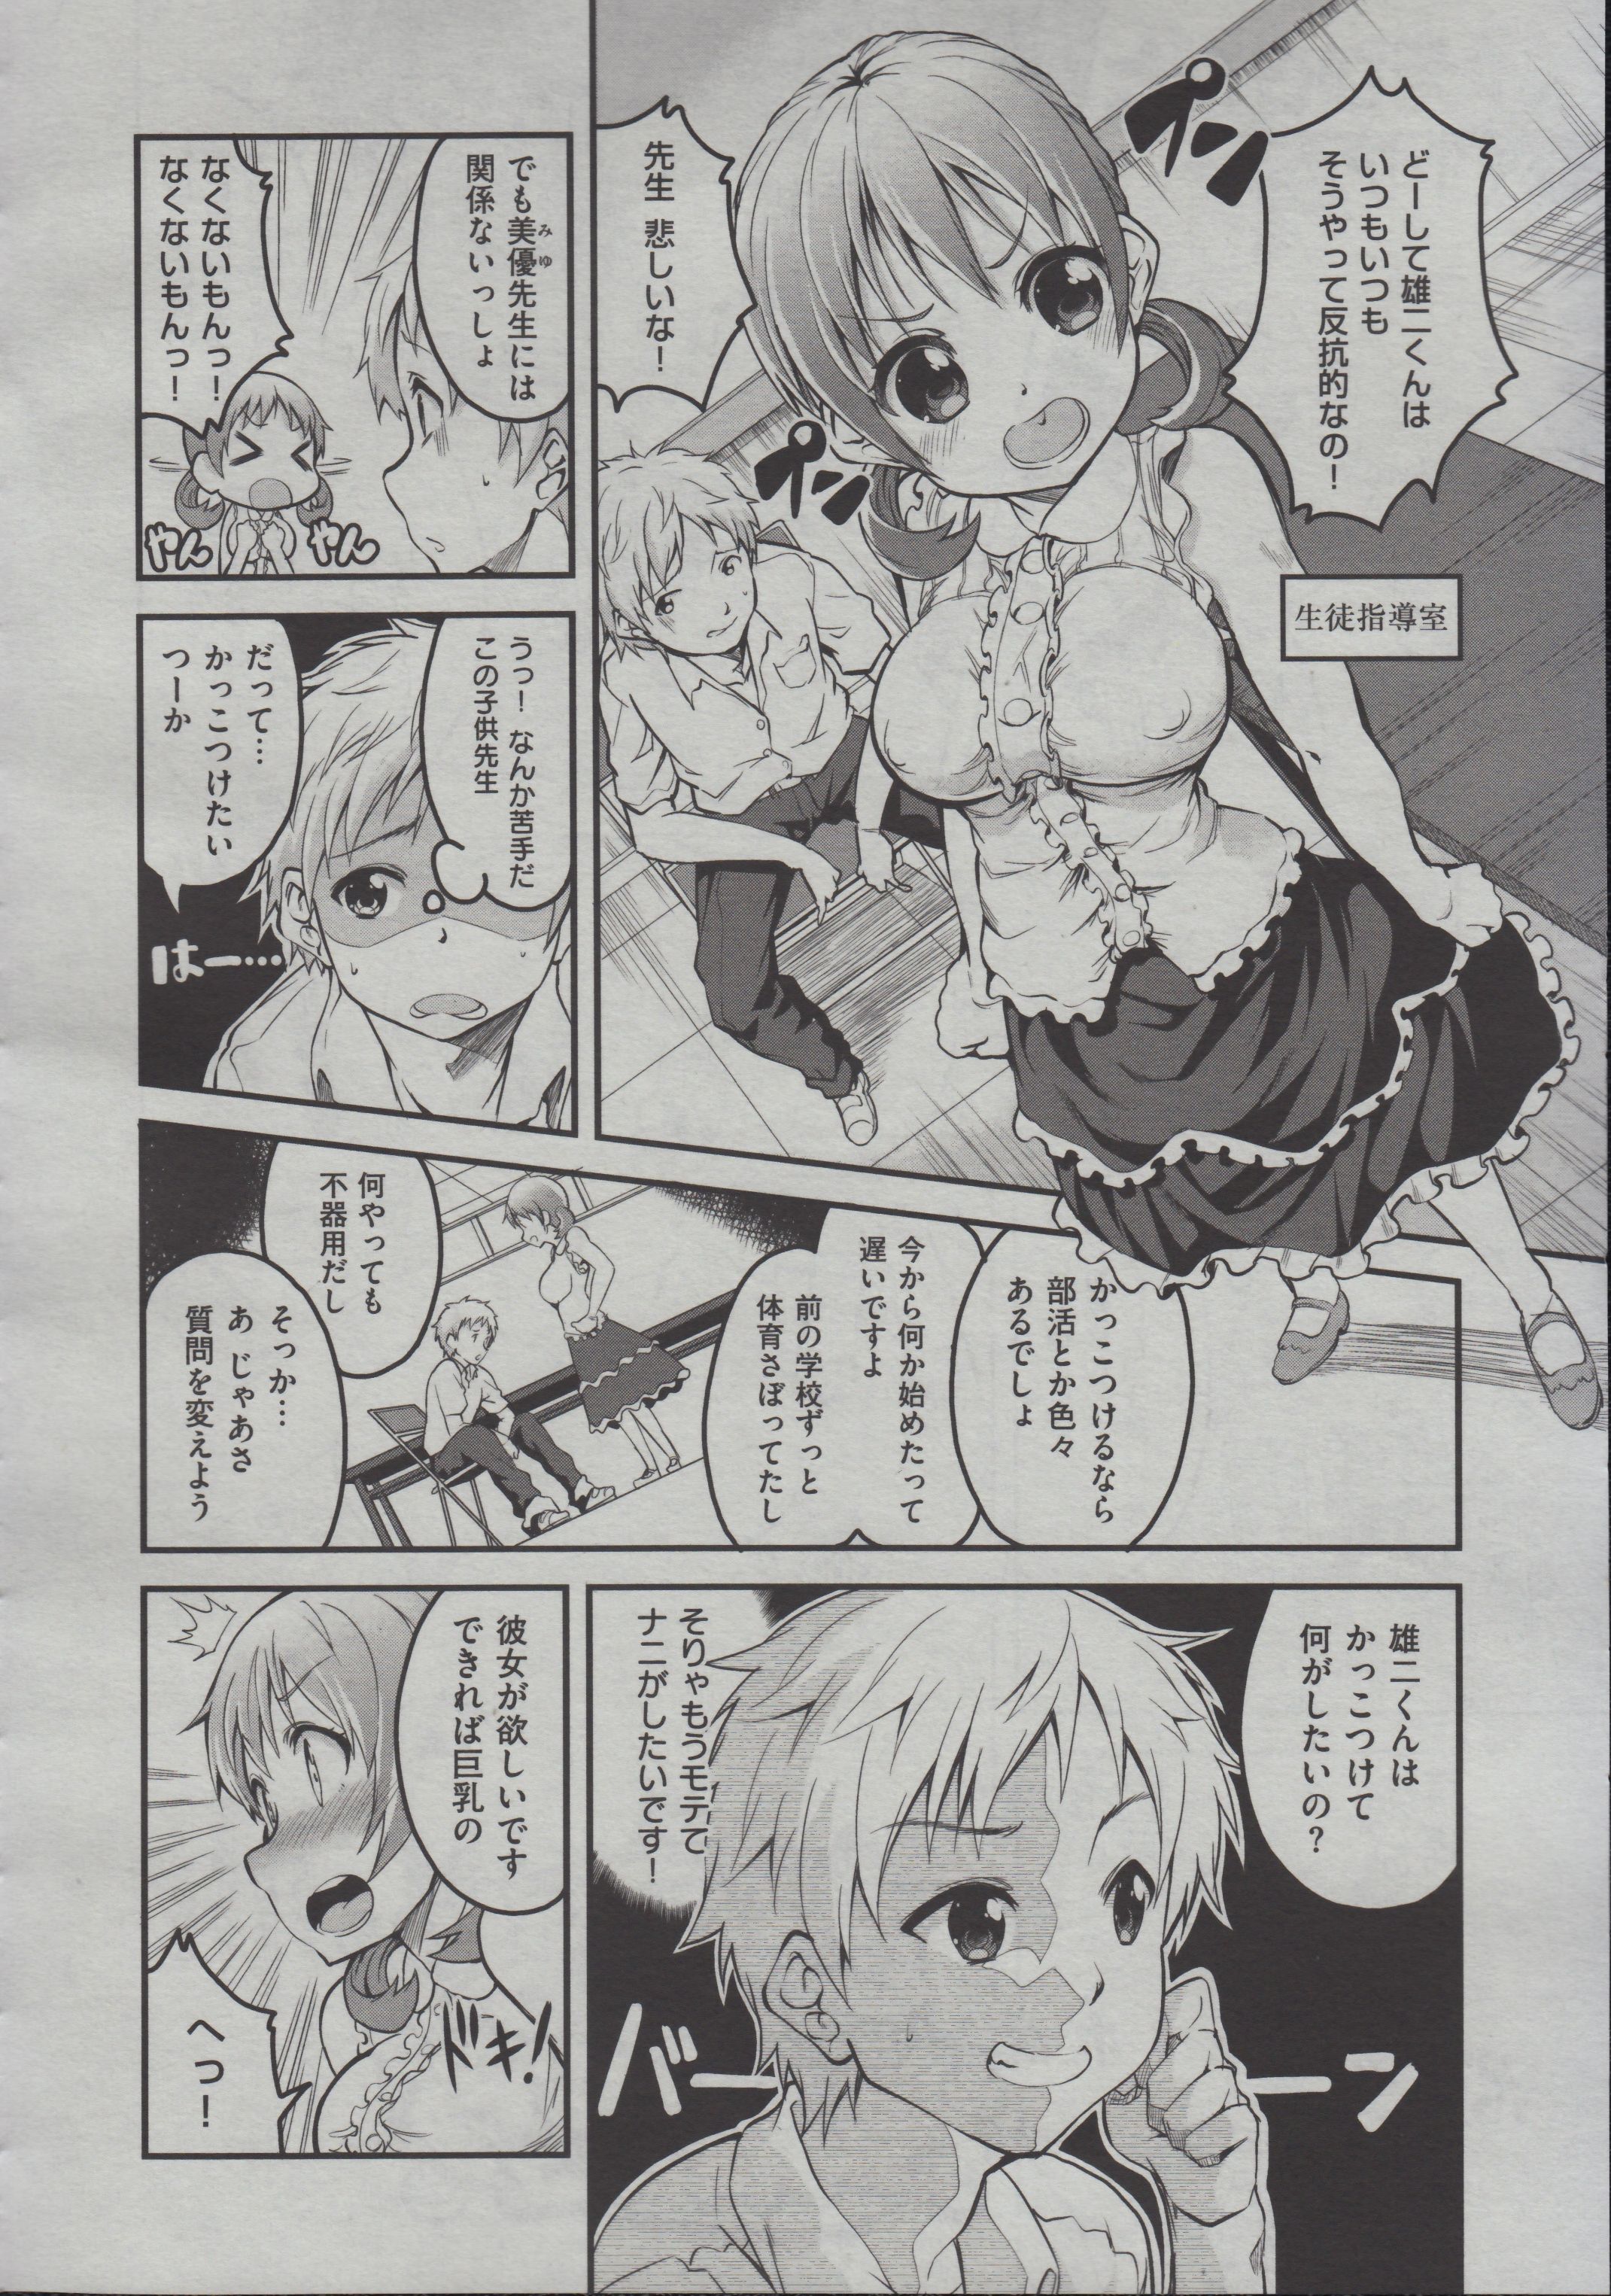 どーして雄二くんは
いつもいつも
そうやって反抗的なの！
プン
生徒指導室
先生 悲しいな！
プン
でも美優先生には
みゆ
関係ないっしょ
なくないもんっ！
なくないもんっ！
やん
やん
うっ！ なんか苦手だ
この子供先生
だって…
かっこつけたい
つーか
はー…
かっこつけるなら
部活とか色々
あるでしょ
今から何か始めたって
遅いですよ
前の学校ずっと
体育さぼってたし
何やっても
不器用だし
そっか…
あ じゃあさ
質問を変えよう
雄二くんは
かっこつけて
何がしたいの？
そりゃもうモテて
ナニがしたいです！
バーーン
彼女が欲しいです
できれば巨乳の
ドキ！
へっ！